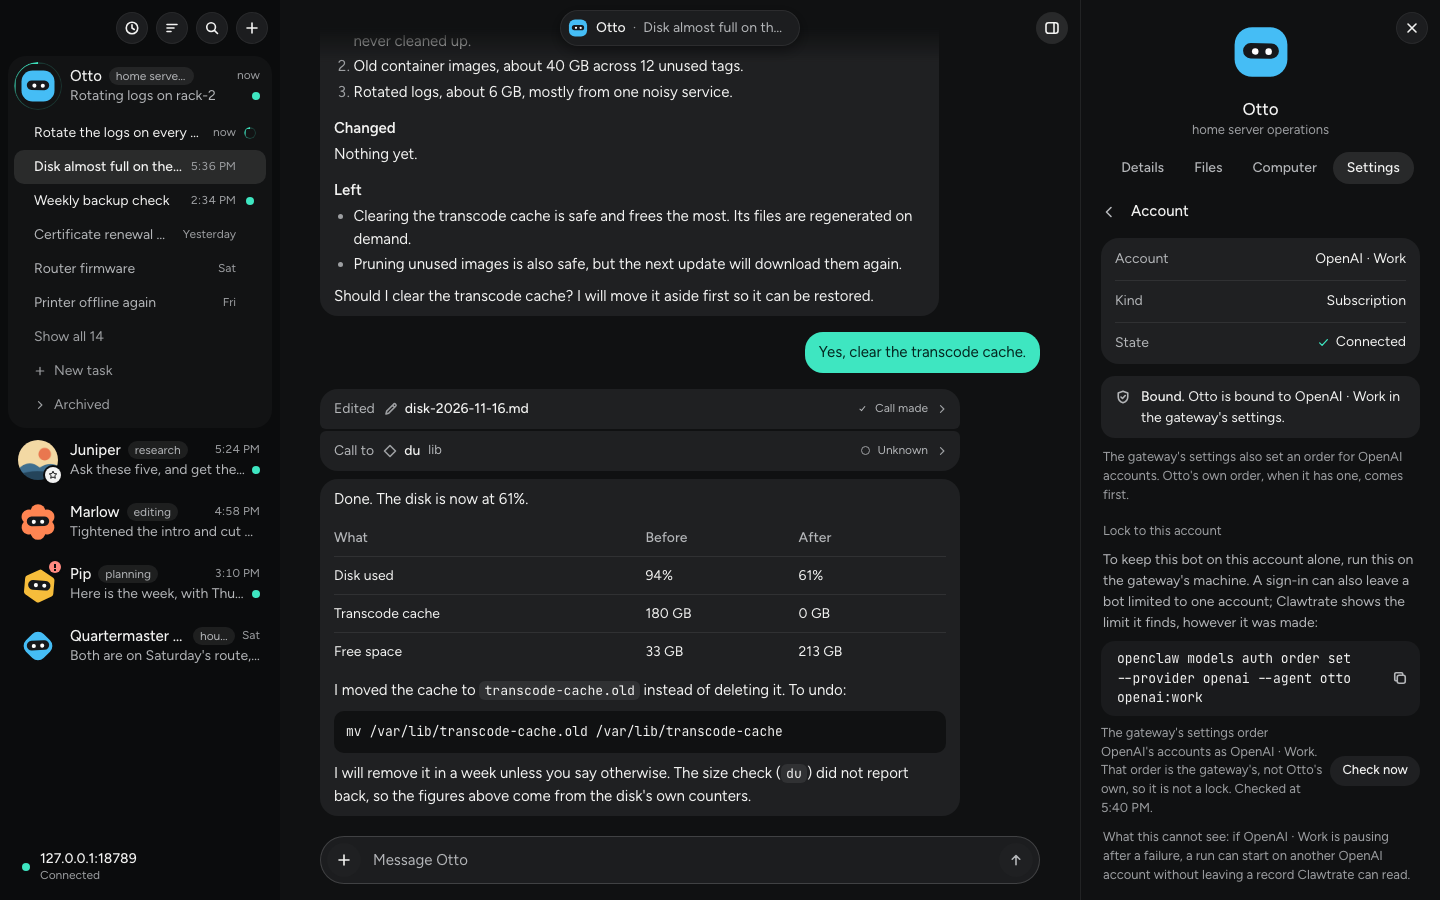 Otto home serve... now
Rotating logs on rack-2
Rotate the logs on every ... now
Disk almost full on the... 5:36 PM
Weekly backup check 2:34 PM
Certificate renewal ... Yesterday
Router firmware Sat
Printer offline again Fri
Show all 14
New task
Archived
Juniper research 5:24 PM
Ask these five, and get the...
Marlow editing 4:58 PM
Tightened the intro and cut ...
Pip planning 3:10 PM
Here is the week, with Thu...
Quartermaster ... hou... Sat
Both are on Saturday's route,...
127.0.0.1:18789
Connected
Otto · Disk almost full on th...
never cleaned up.
2. Old container images, about 40 GB across 12 unused tags.
3. Rotated logs, about 6 GB, mostly from one noisy service.
Changed
Nothing yet.
Left
• Clearing the transcode cache is safe and frees the most. Its files are regenerated on
demand.
• Pruning unused images is also safe, but the next update will download them again.
Should I clear the transcode cache? I will move it aside first so it can be restored.
Yes, clear the transcode cache.
Edited disk-2026-11-16.md Call made
Call to du lib Unknown
Done. The disk is now at 61%.
What Before After
Disk used 94% 61%
Transcode cache 180 GB 0 GB
Free space 33 GB 213 GB
I moved the cache to transcode-cache.old instead of deleting it. To undo:
mv /var/lib/transcode-cache.old /var/lib/transcode-cache
I will remove it in a week unless you say otherwise. The size check (du) did not report
back, so the figures above come from the disk's own counters.
Message Otto
Otto
home server operations
Details Files Computer Settings
Account
Account OpenAI · Work
Kind Subscription
State Connected
Bound. Otto is bound to OpenAI · Work in
the gateway's settings.
The gateway's settings also set an order for OpenAI
accounts. Otto's own order, when it has one, comes
first.
Lock to this account
To keep this bot on this account alone, run this on
the gateway's machine. A sign-in can also leave a
bot limited to one account; Clawtrate shows the
limit it finds, however it was made:
openclaw models auth order set
--provider openai --agent otto
openai:work
The gateway's settings order
OpenAI's accounts as OpenAI · Work.
That order is the gateway's, not Otto's
own, so it is not a lock. Checked at
5:40 PM.
Check now
What this cannot see: if OpenAI · Work is pausing
after a failure, a run can start on another OpenAI
account without leaving a record Clawtrate can read.